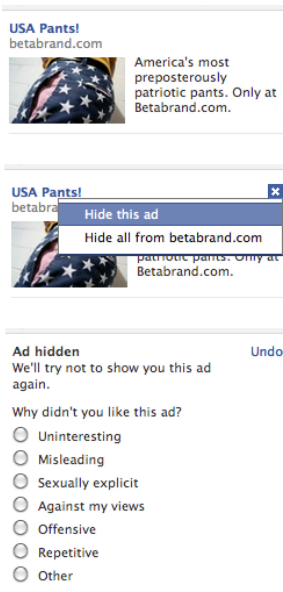 USA Pants!
betabrand.com
America's most
preposterously
patriotic pants. Only at
Betabrand.com.
USA Pants!
betabra
Hide this ad
Hide all from betabrand.com
patriotic pants. Only at
Betabrand.com.
Ad hidden
Undo
We'll try not to show you this ad
again.
Why didn't you like this ad?
Uninteresting
Misleading
Sexually explicit
Against my views
Offensive
Repetitive
Other